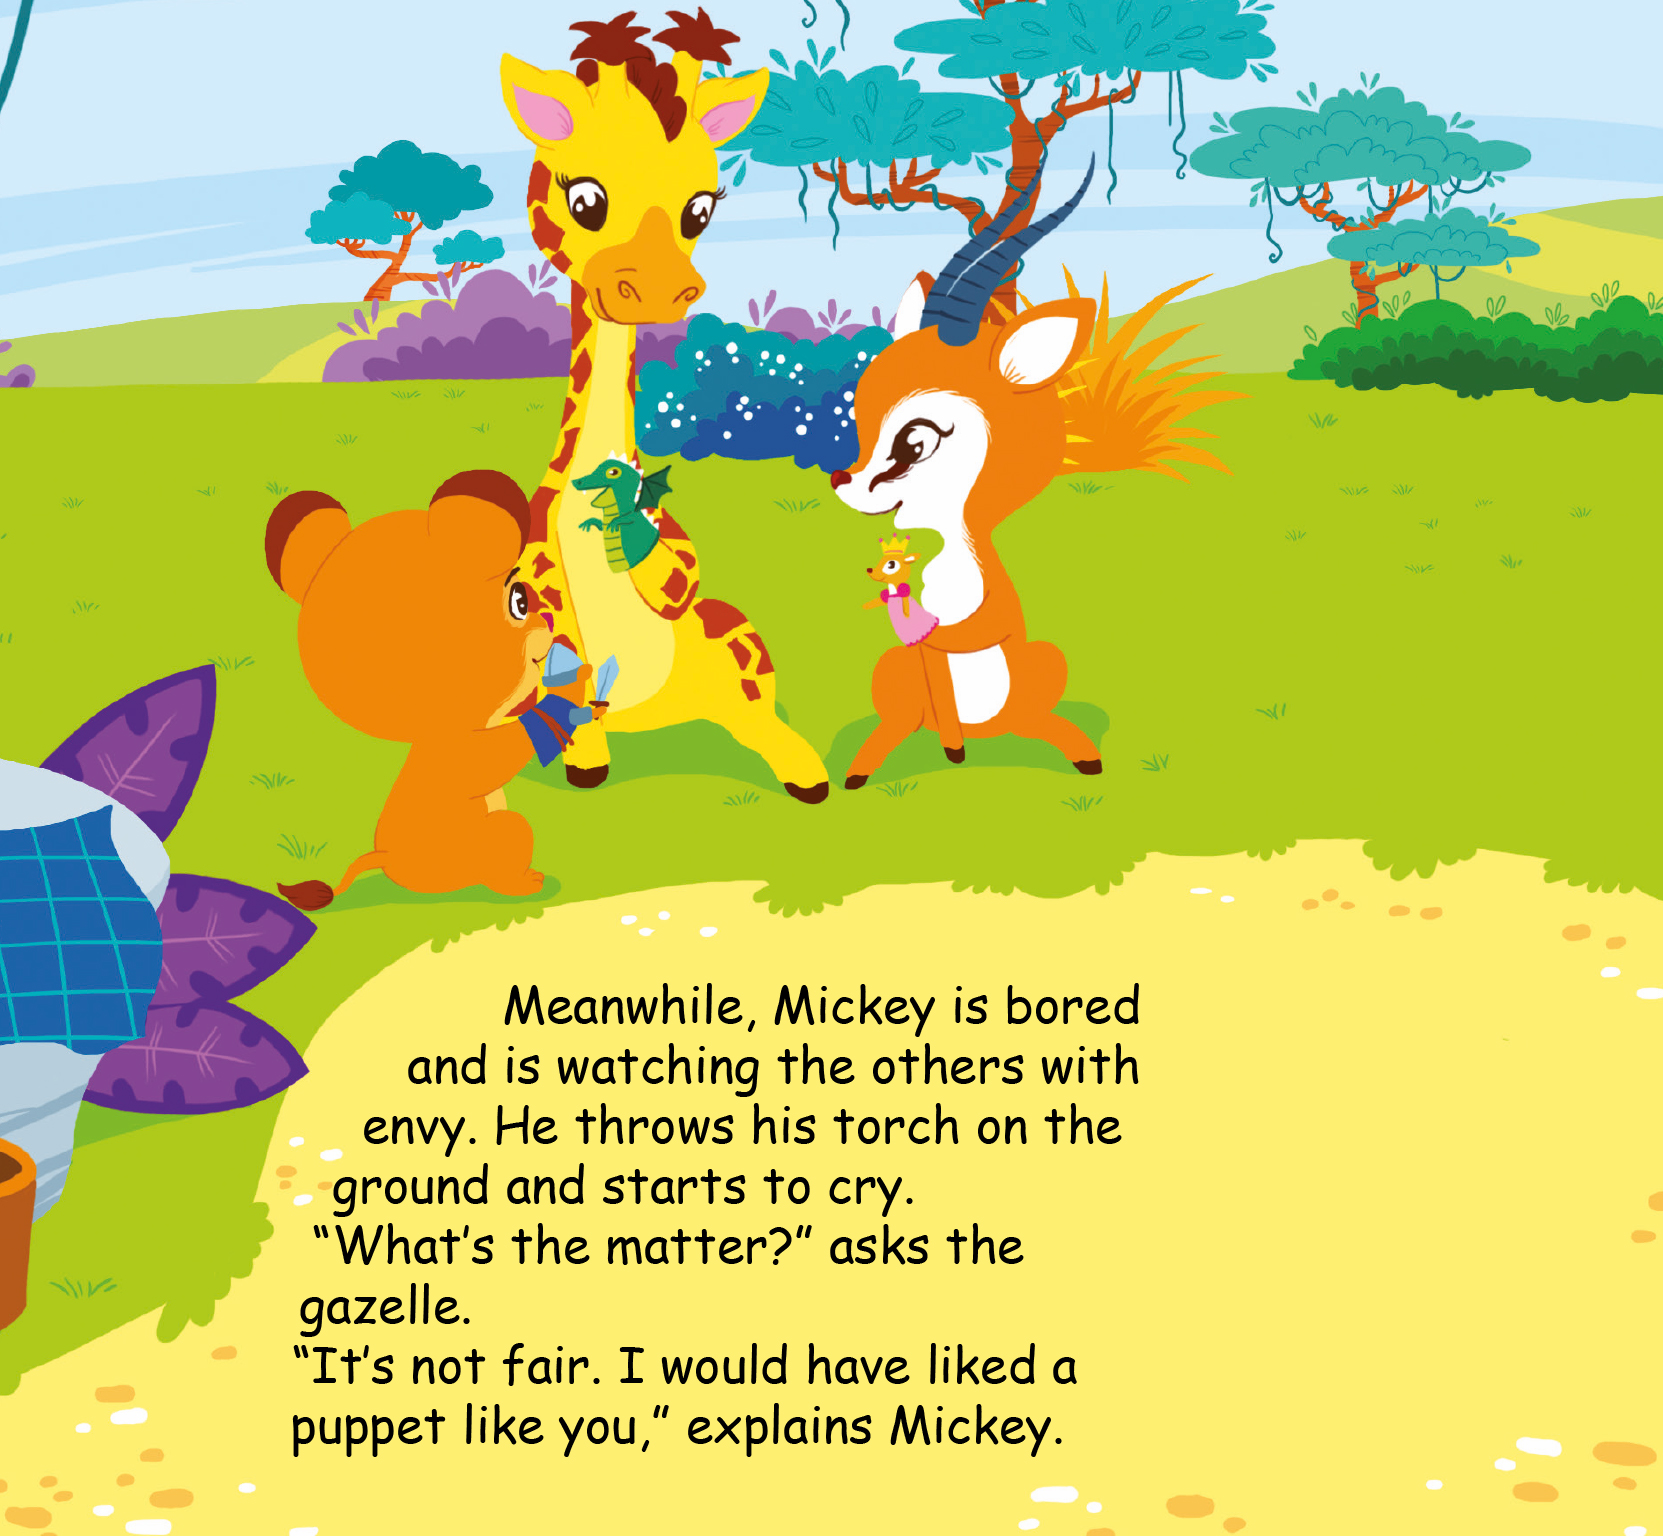 Meanwhile, Mickey is bored
and is watching the others with
envy. He throws his torch on the
ground and starts to cry.
“What’s the matter?” asks the
gazelle.
“It’s not fair. I would have liked a
puppet like you,” explains Mickey.